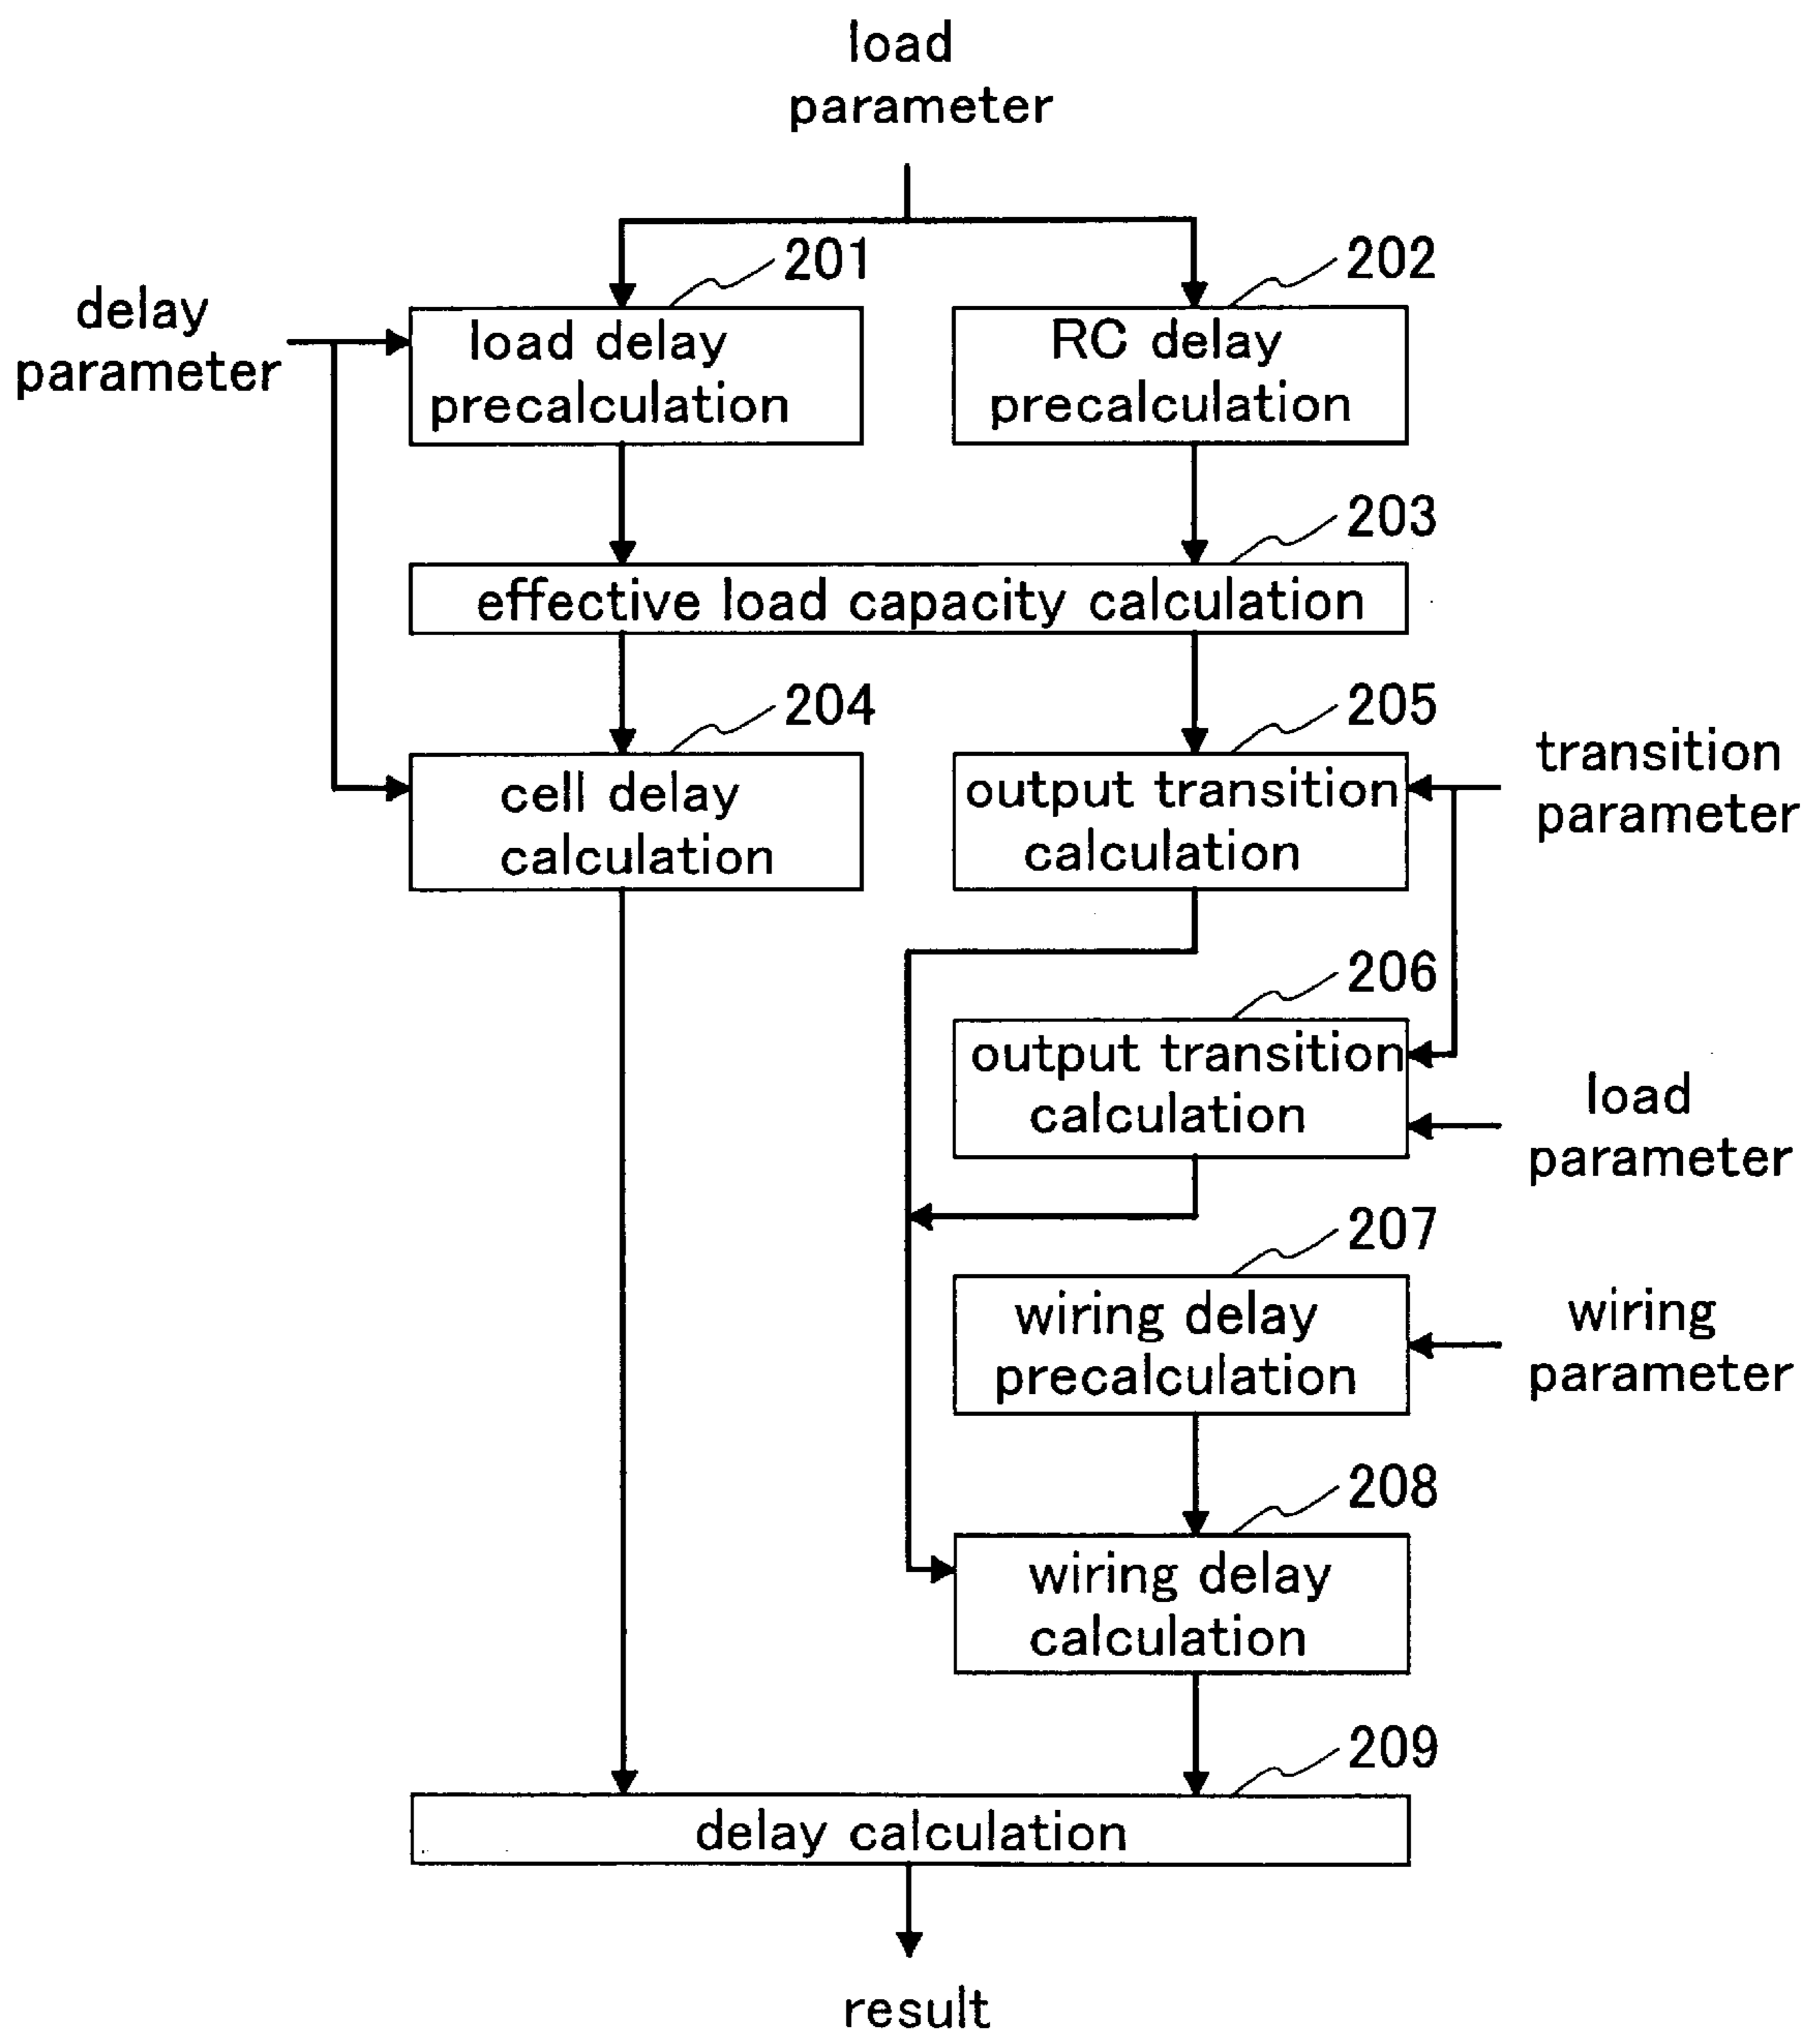 load
parameter
201
202
delay
parameter
load delay
precalculation
RC delay
precalculation
203
effective load capacity calculation
204
205
cell delay
calculation
output transition
calculation
transition
parameter
206
output transition
calculation
load
parameter
207
wiring delay
precalculation
wiring
parameter
208
wiring delay
calculation
209
delay calculation
result